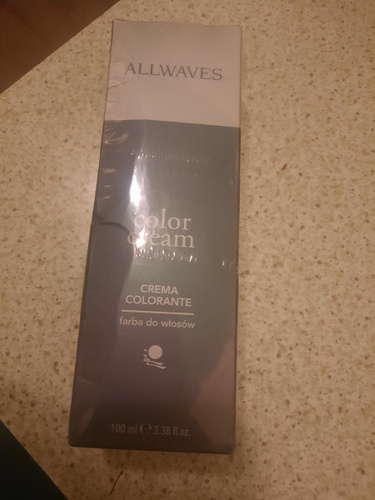 ALLWAVES
color
cream
CREMA
COLORANTE
farba do włosów
100 ml ℮ 3.38 fl.oz.